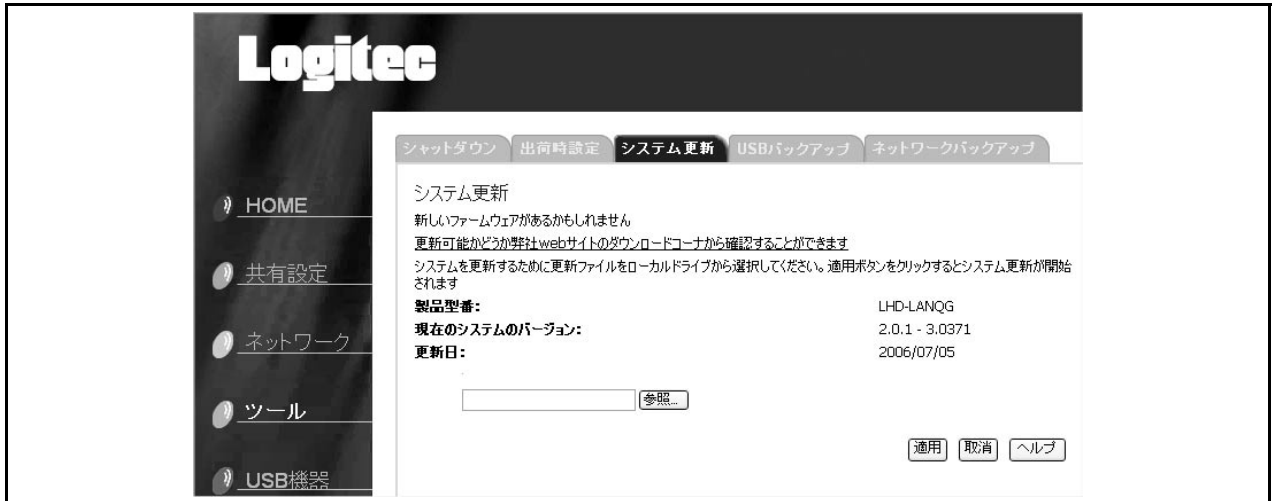 Logitec
シャットダウン 出荷時設定 システム更新 USBバックアップ ネットワークバックアップ
HOME
共有設定
ネットワーク
ツール
USB機器
システム更新
新しいファームウェアがあるかもしれません
更新可能かどうか弊社webサイトのダウンロードコーナから確認することができます
システムを更新するために更新ファイルをローカルドライブから選択してください。適用ボタンをクリックするとシステム更新が開始
されます
製品型番: LHD-LANQG
現在のシステムのバージョン: 2.0.1 - 3.0371
更新日: 2006/07/05
参照...
適用 取消 ヘルプ